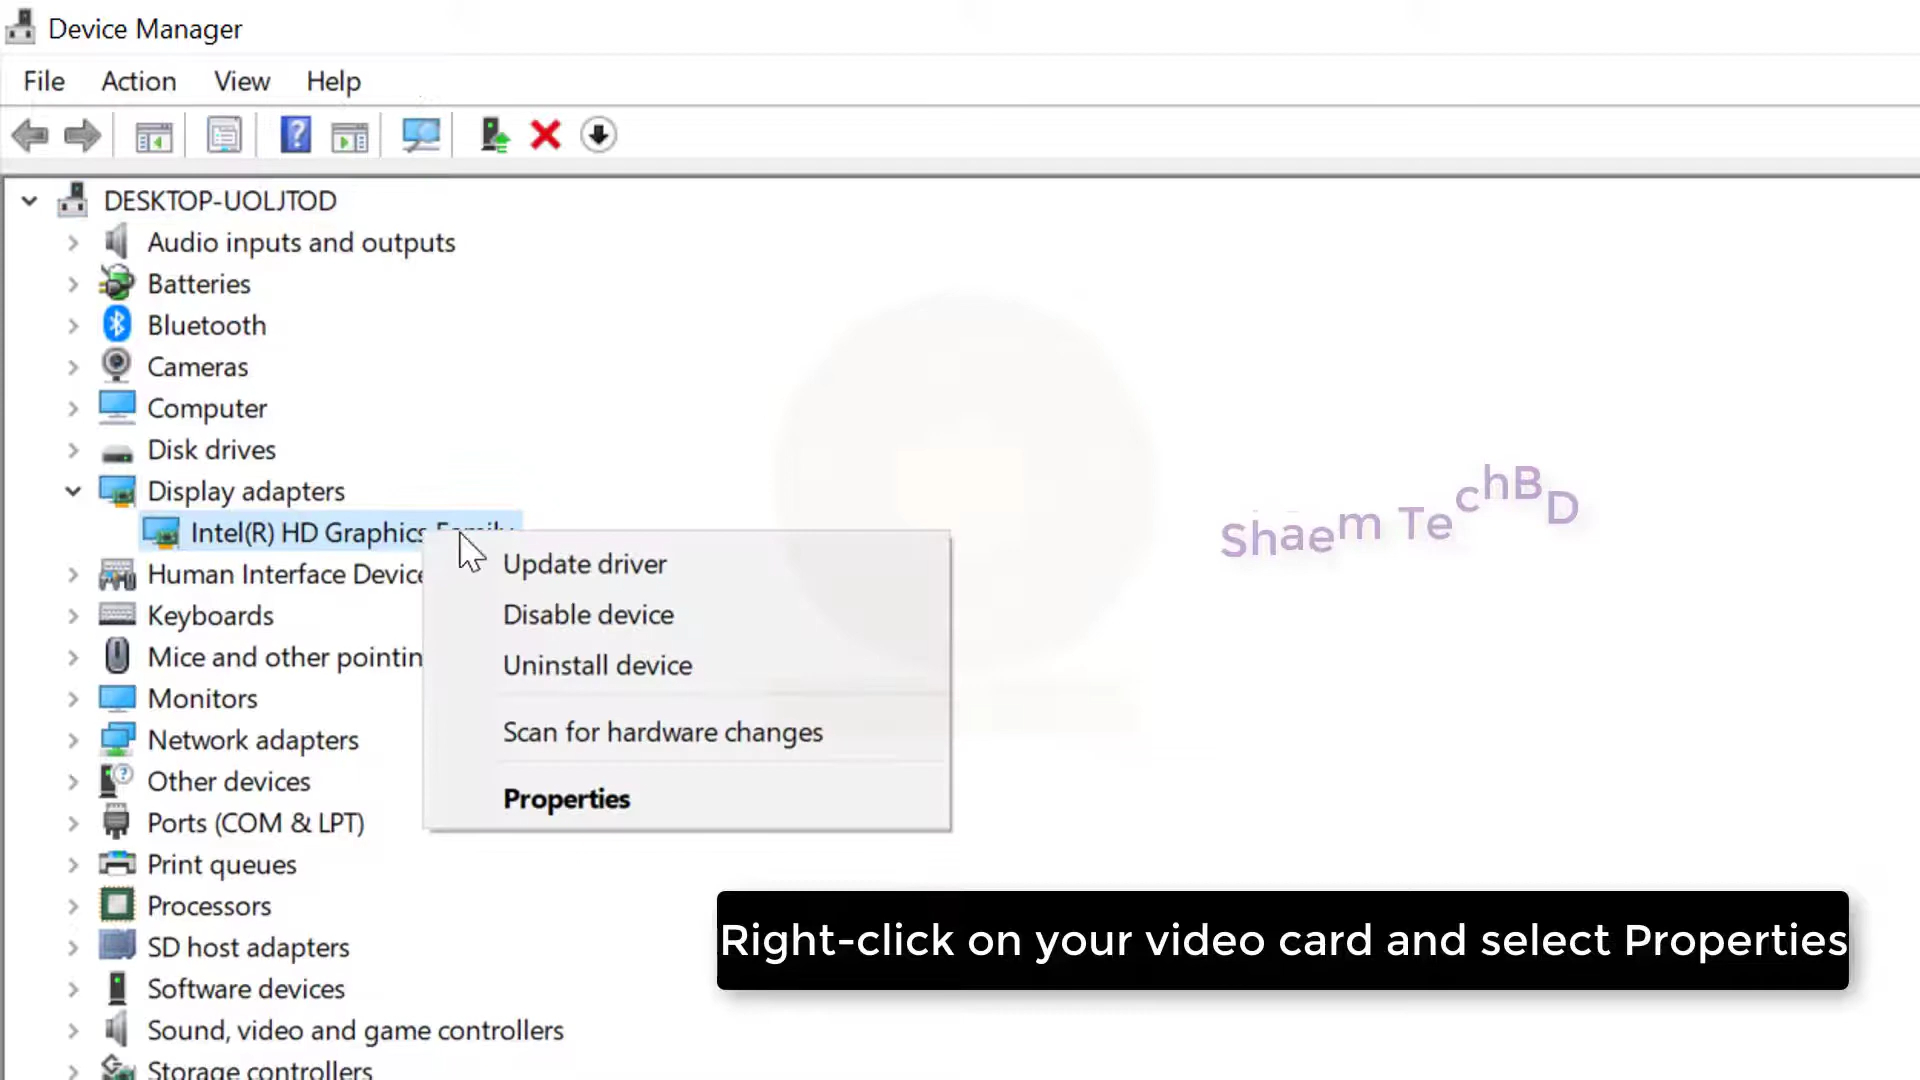 Device Manager
File Action View Help
DESKTOP-UOLJTOD
Audio inputs and outputs
Batteries
Bluetooth
Cameras
Computer
Disk drives
Display adapters
Intel(R) HD Graphics Family
Human Interface Device
Keyboards
Mice and other pointin
Monitors
Network adapters
Other devices
Ports (COM & LPT)
Print queues
Processors
SD host adapters
Software devices
Sound, video and game controllers
Storage controllers
Update driver
Disable device
Uninstall device
Scan for hardware changes
Properties
Shaem TechBD
Right-click on your video card and select Properties